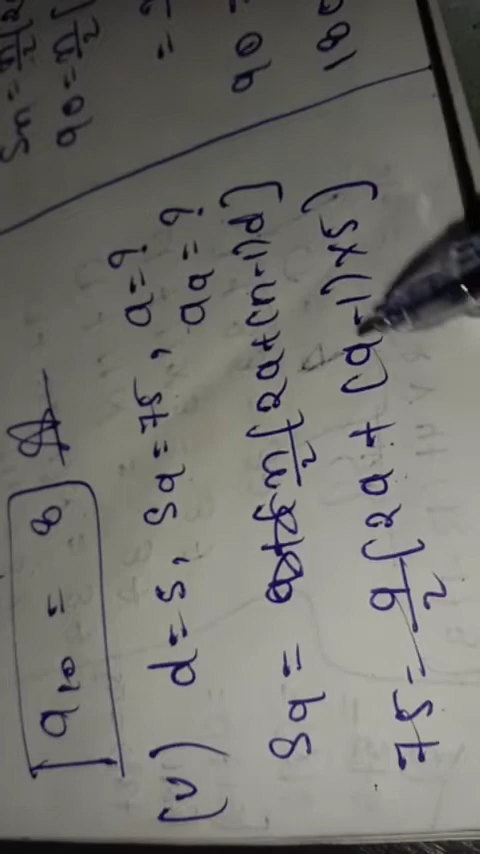 Sn = n/2 [2
90 = n/2 [
=
90 =
180
a10 = 8
(v) d=5, S9=75, a=?
a9=?
S9 = n/2 [2a+(n-1)d]
75 = 9/2 [2a + (9-1)×5]